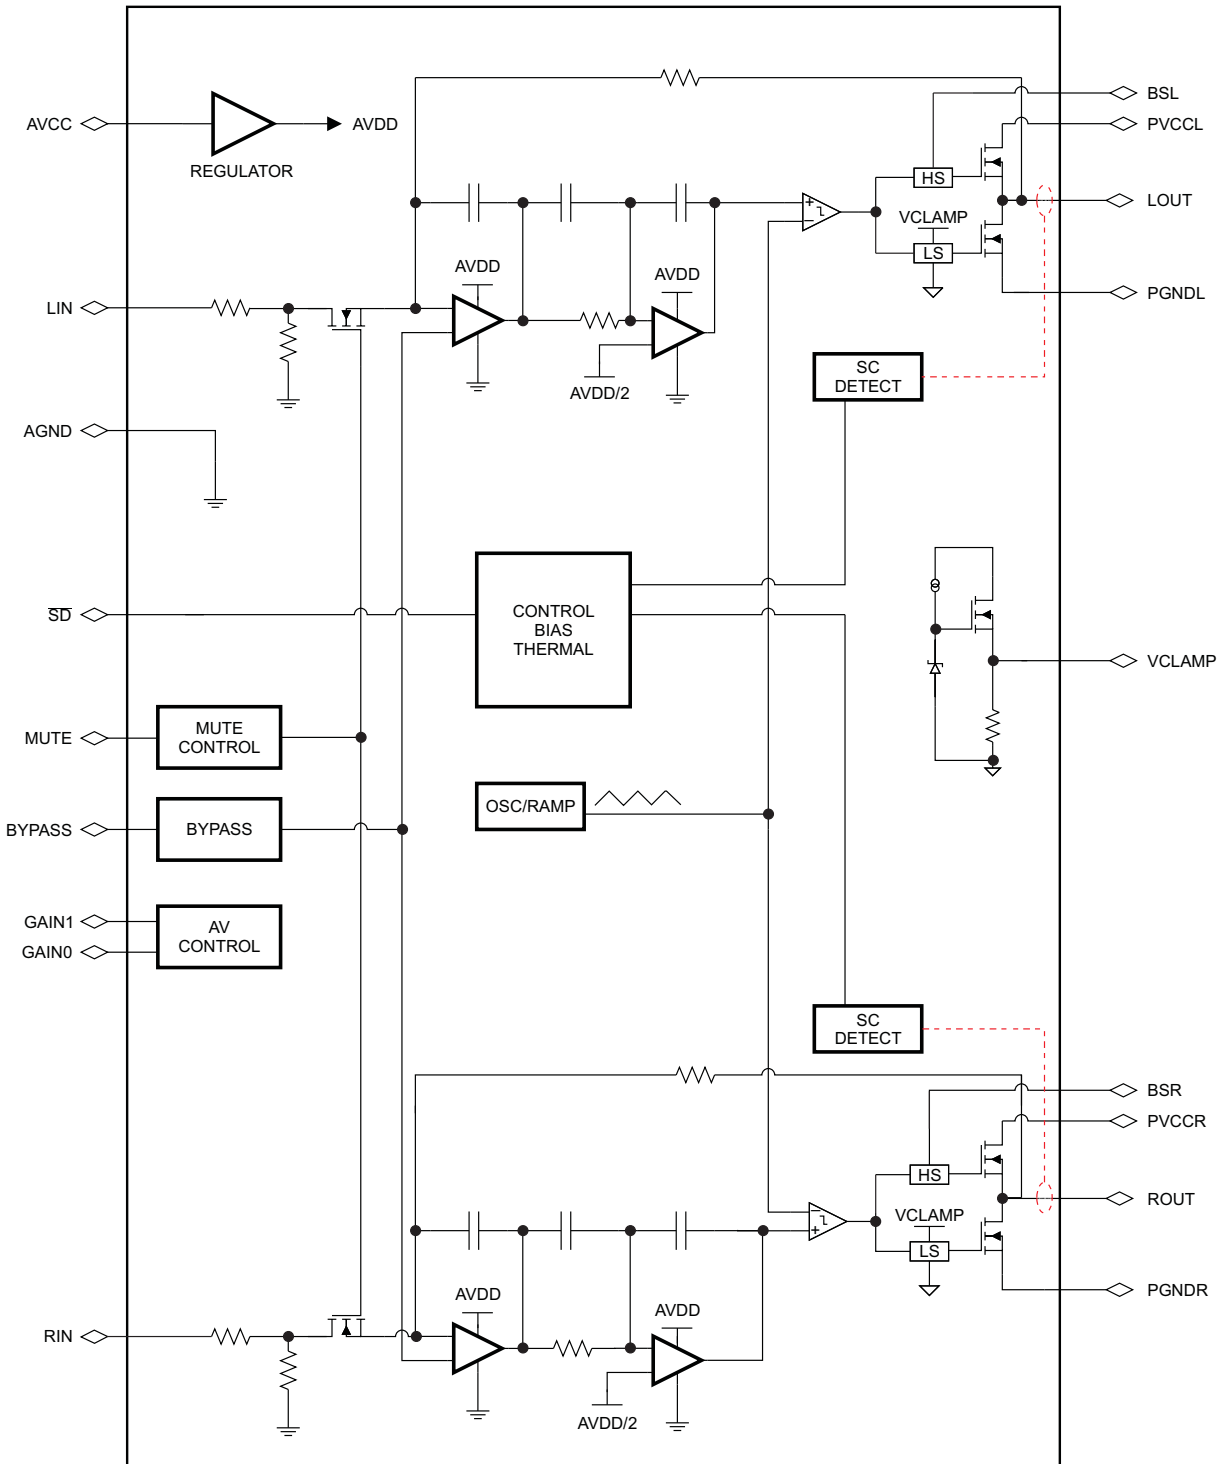 BSL
AVCC
AVDD
PVCCL
REGULATOR
HS
LOUT
VCLAMP
LS
AVDD
AVDD
LIN
PGNDL
SC
DETECT
AVDD/2
AGND
CONTROL
BIAS
THERMAL
SD
VCLAMP
MUTE
MUTE
CONTROL
OSC/RAMP
BYPASS
BYPASS
GAIN1
GAIN0
AV
CONTROL
SC
DETECT
BSR
PVCCR
HS
ROUT
VCLAMP
LS
AVDD
AVDD
PGNDR
RIN
AVDD/2